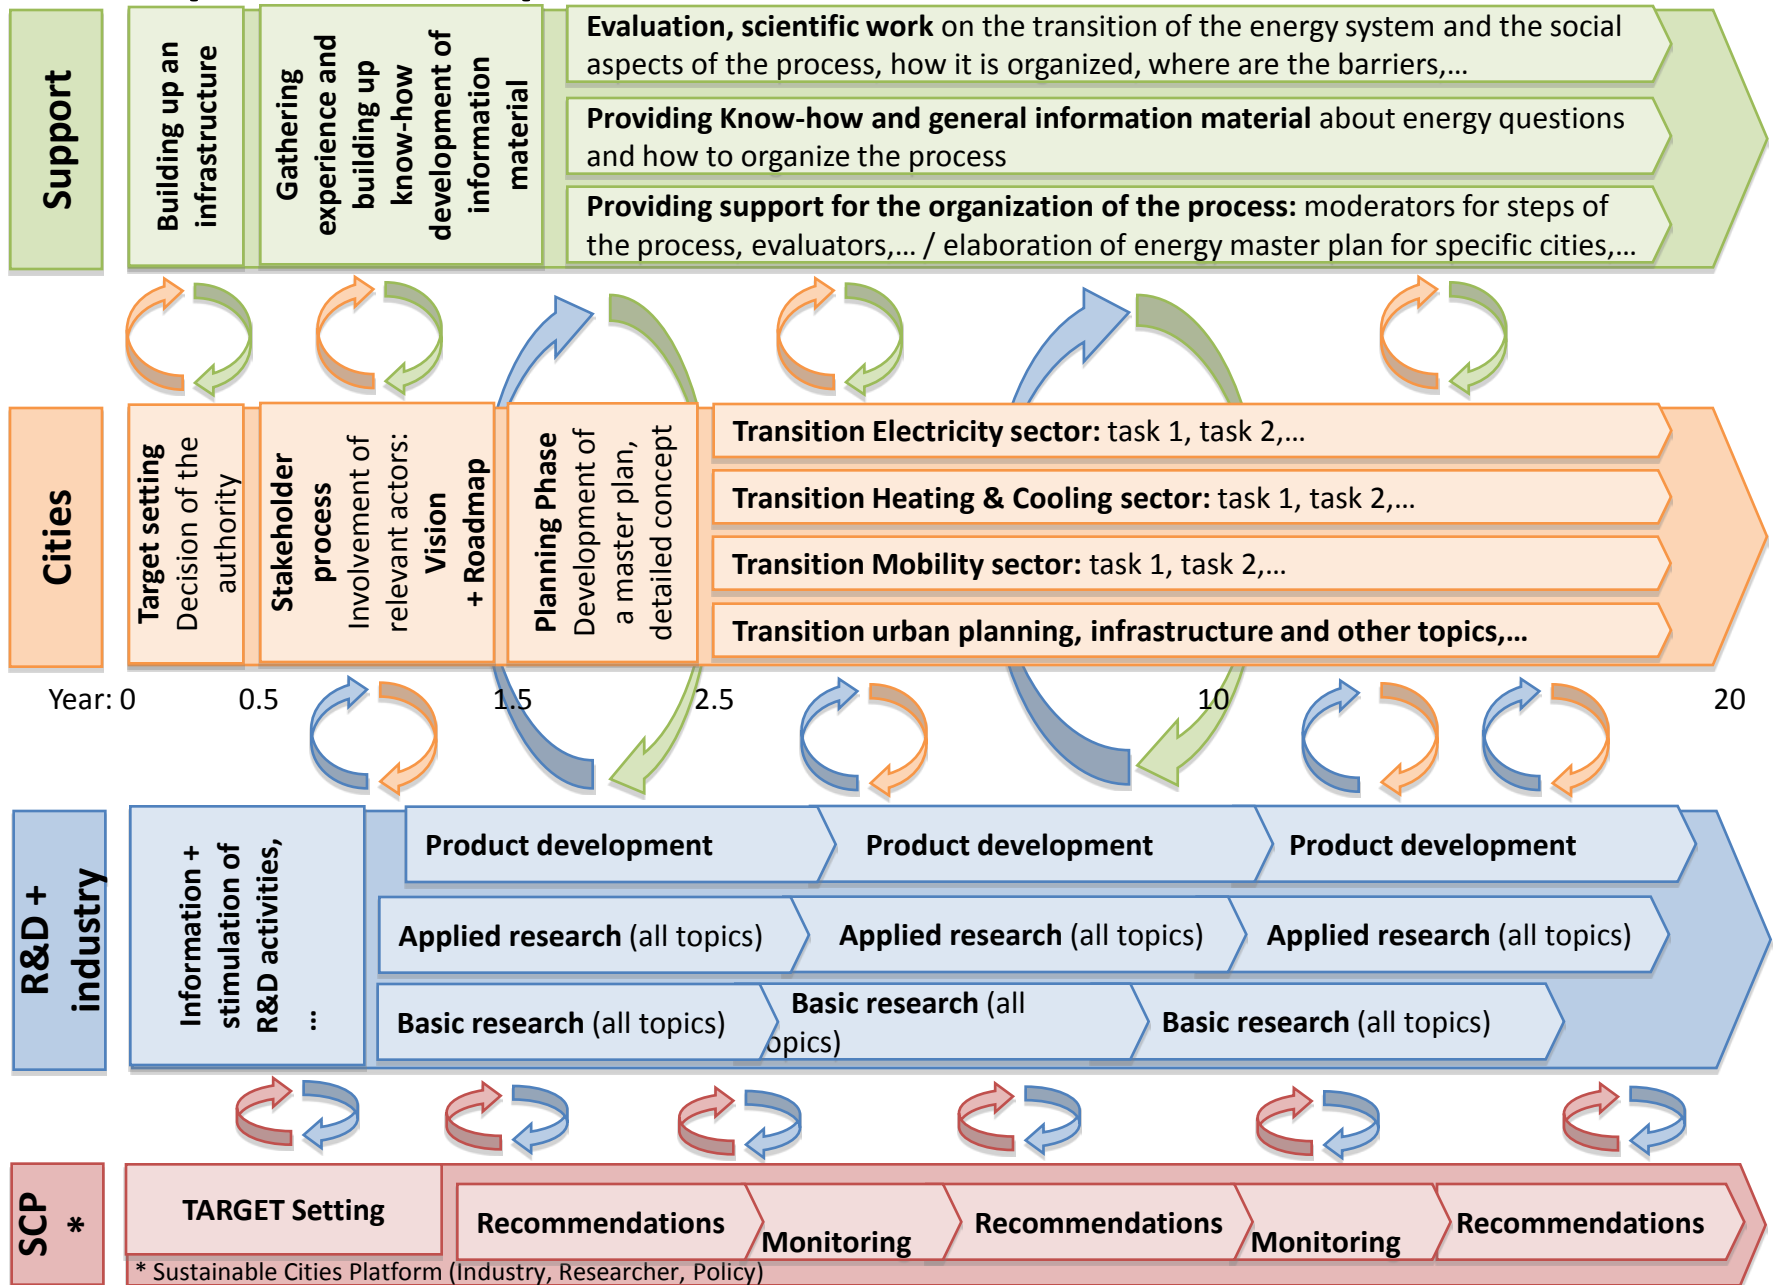 Support
Building up an
infrastructure
Gathering
experience and
building up
know-how
development of
information
material
Evaluation, scientific work on the transition of the energy system and the social
aspects of the process, how it is organized, where are the barriers,...
Providing Know-how and general information material about energy questions
and how to organize the process
Providing support for the organization of the process: moderators for steps of
the process, evaluators,... / elaboration of energy master plan for specific cities,...
Cities
Target setting
Decision of the
authority
Stakeholder
process
Involvement of
relevant actors:
Vision
+ Roadmap
Planning Phase
Development of
a master plan,
detailed concept
Transition Electricity sector: task 1, task 2,...
Transition Heating & Cooling sector: task 1, task 2,...
Transition Mobility sector: task 1, task 2,...
Transition urban planning, infrastructure and other topics,...
Year: 0 0.5 1.5 2.5 10 20
R&D +
industry
Information +
stimulation of
R&D activities,
...
Product development
Product development
Product development
Applied research (all topics)
Applied research (all topics)
Applied research (all topics)
Basic research (all topics)
Basic research (all
opics)
Basic research (all topics)
SCP
*
TARGET Setting
Recommendations
Monitoring
Recommendations
Monitoring
Recommendations
* Sustainable Cities Platform (Industry, Researcher, Policy)